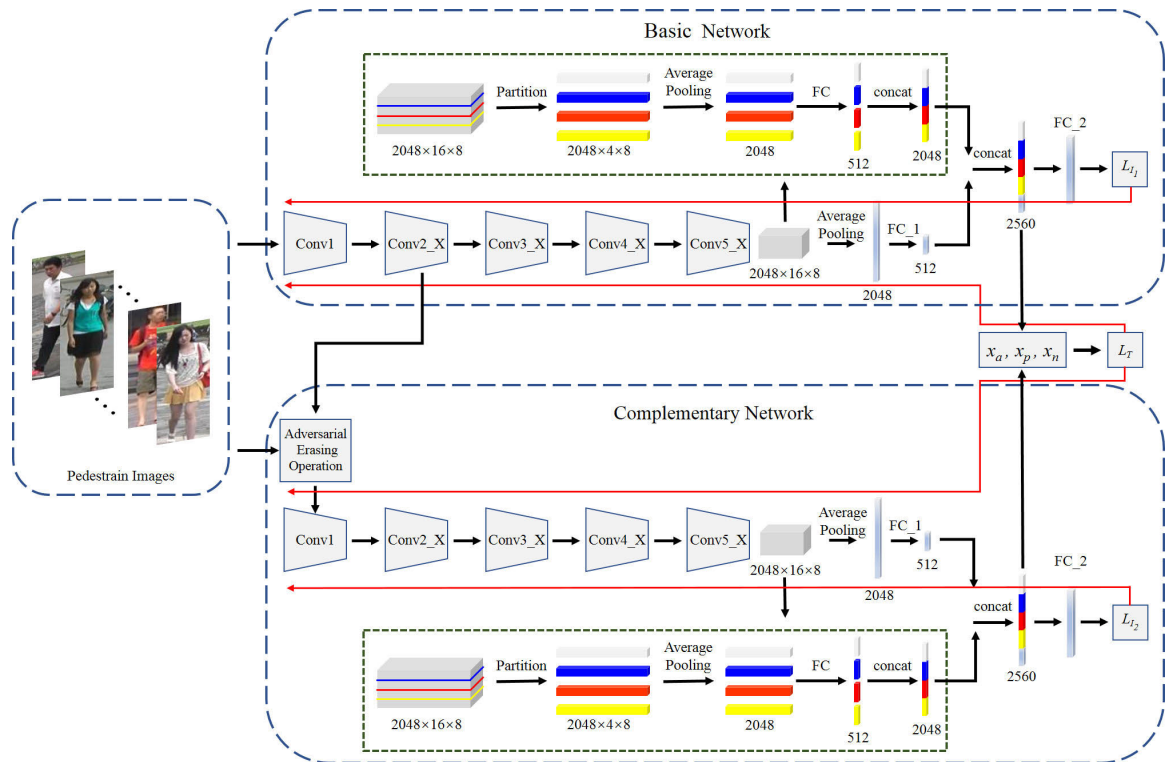 Basic Network
Partition
Average
Pooling
FC
concat
2048×16×8
2048×4×8
2048
512
2048
concat
FC_2
L_{I_1}
2560
Conv1
Conv2_X
Conv3_X
Conv4_X
Conv5_X
2048×16×8
Average
Pooling
2048
FC_1
512
Pedestrain Images
x_a, x_p, x_n
L_T
Complementary Network
Adversarial
Erasing
Operation
Conv1
Conv2_X
Conv3_X
Conv4_X
Conv5_X
2048×16×8
Average
Pooling
2048
FC_1
512
concat
FC_2
L_{I_2}
2560
Partition
Average
Pooling
FC
concat
2048×16×8
2048×4×8
2048
512
2048